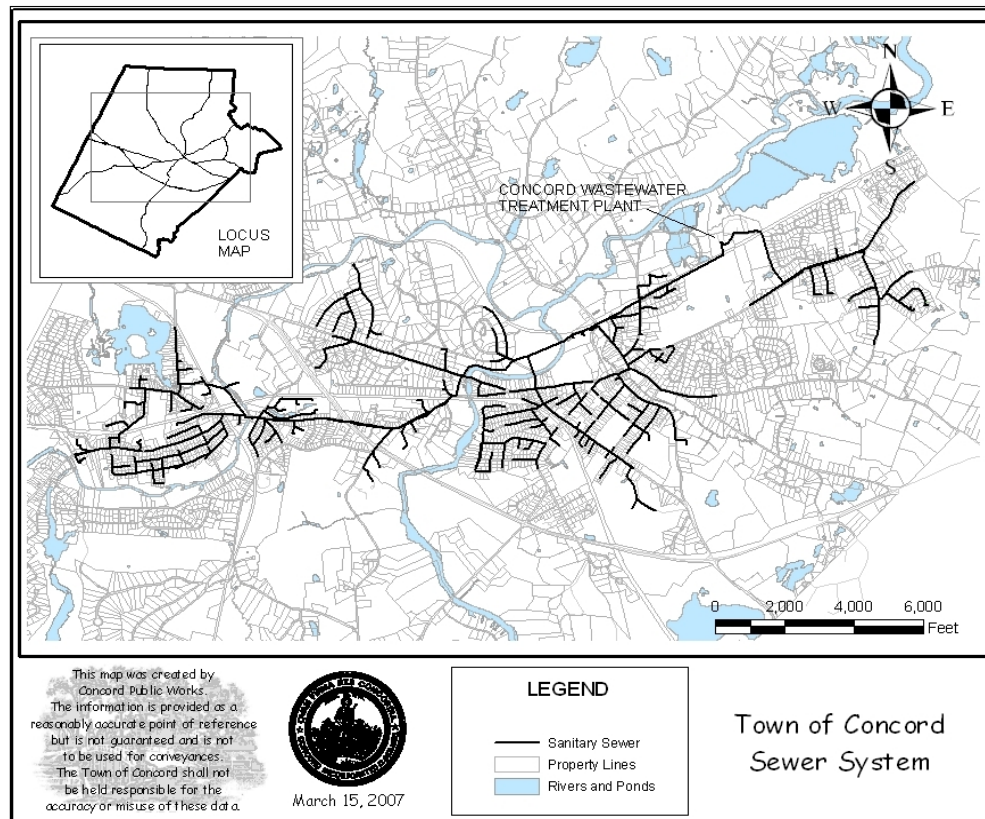 LOCUS
MAP
N
W
E
S
CONCORD WASTEWATER
TREATMENT PLANT
0 2,000 4,000 6,000
Feet
This map was created by
Concord Public Works.
The information is provided as a
reasonably accurate point of reference
but is not guaranteed and is not
to be used for conveyances.
The Town of Concord shall not
be held responsible for the
accuracy or misuse of these data.
March 15, 2007
LEGEND
Sanitary Sewer
Property Lines
Rivers and Ponds
Town of Concord
Sewer System